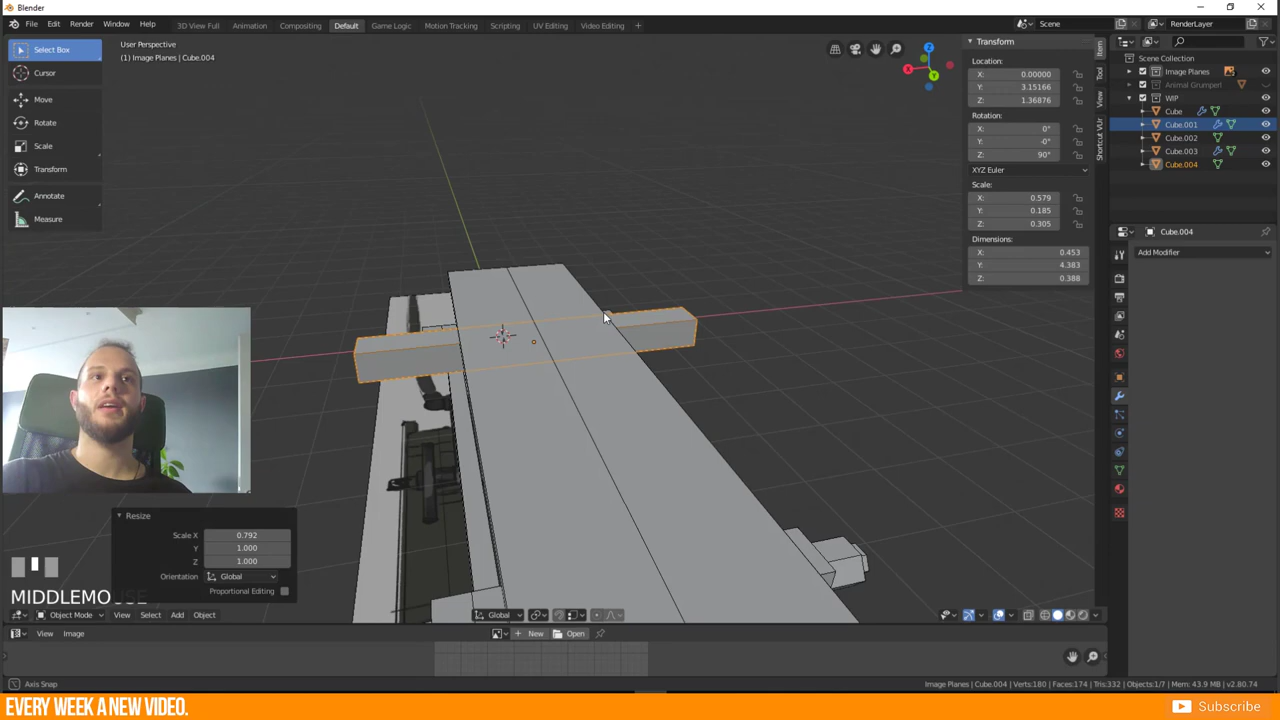 Blender
File Edit Render Window Help
3D View Full Animation Compositing Default Game Logic Motion Tracking Scripting UV Editing Video Editing +
Scene
RenderLayer
Select Box
Cursor
Move
Rotate
Scale
Transform
Annotate
Measure
User Perspective
(1) Image Planes | Cube.004
Transform
Location:
X: 0.00000
Y: 3.15166
Z: 1.36876
Rotation:
X: 0°
Y: -0°
Z: 90°
XYZ Euler
Scale:
X: 0.579
Y: 0.185
Z: 0.305
Dimensions:
X: 0.453
Y: 4.383
Z: 0.388
Item
Tool
View
Shortcut VUr
Scene Collection
Image Planes
Animal Grumperl
WIP
Cube
Cube.001
Cube.002
Cube.003
Cube.004
Cube.004
Add Modifier
Resize
Scale X 0.792
Y 1.000
Z 1.000
Orientation Global
Proportional Editing
MIDDLEMOUSE
Object Mode View Select Add Object
Global
View Image
New Open
Axis Snap
Image Planes | Cube.004 | Verts:180 | Faces:174 | Tris:332 | Objects:1/7 | Mem: 43.9 MB | v2.80.74
EVERY WEEK A NEW VIDEO.
Subscribe